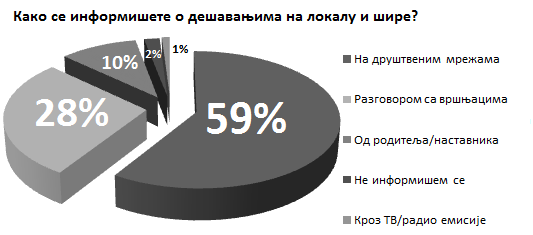 Како се информишете о дешавањима на локалу и шире?
59%
28%
10%
2%
1%
На друштвеним мрежама
Разговором са вршњацима
Од родитеља/наставника
Не информишем се
Кроз ТВ/радио емисије